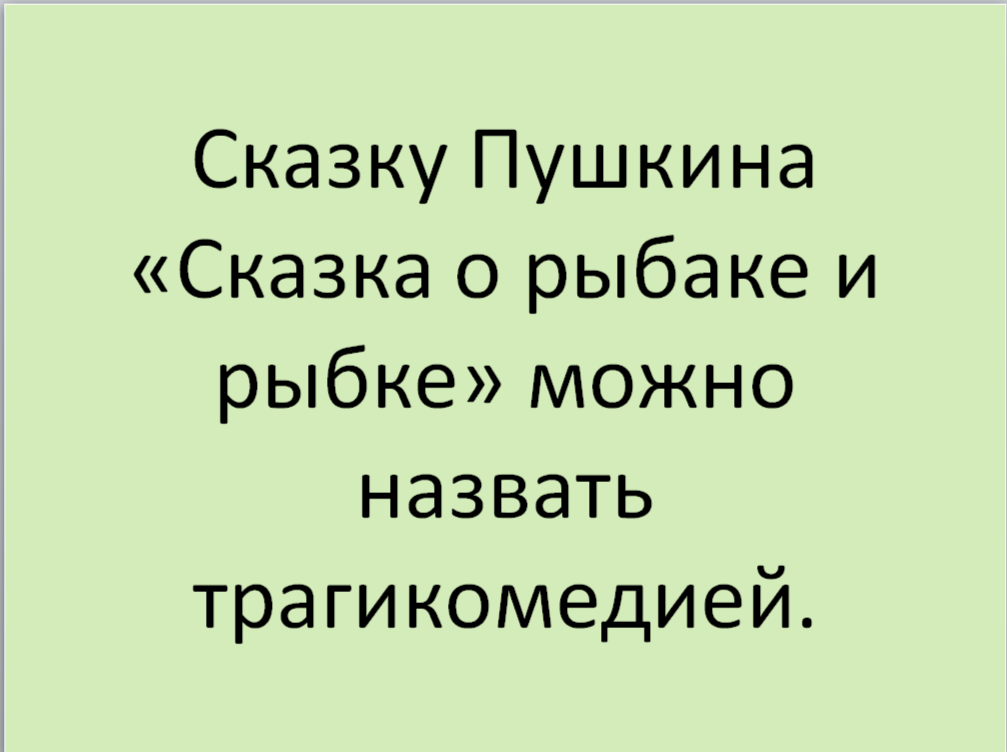 Сказку Пушкина
«Сказка о рыбаке и
рыбке» можно
назвать
трагикомедией.